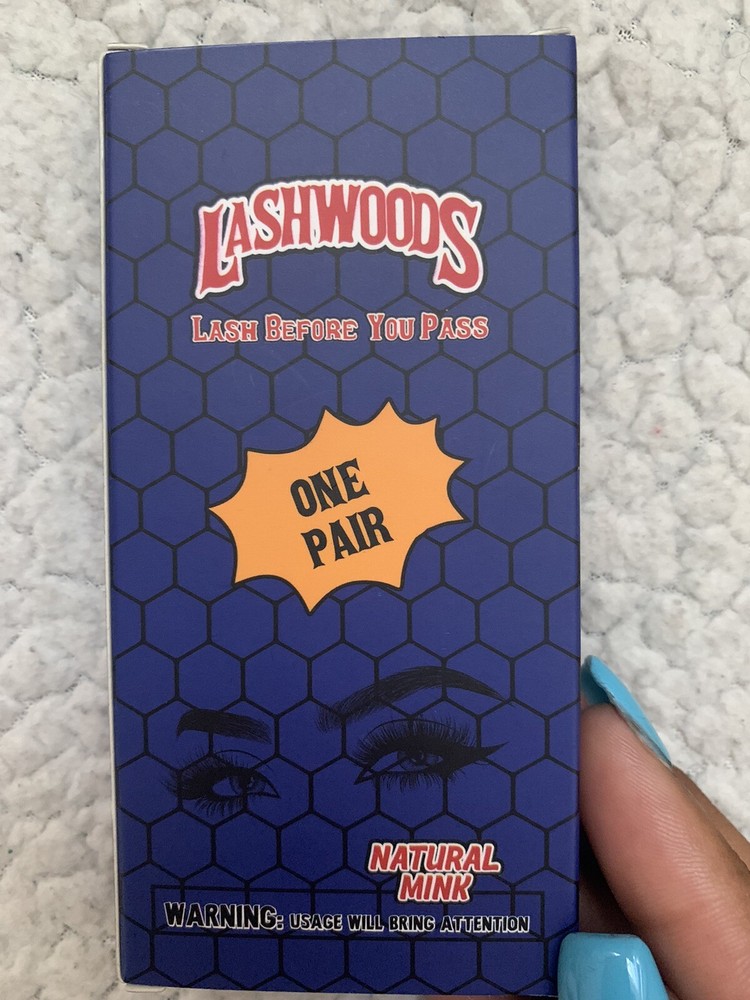 LASHWOODS
LASH BEFORE YOU PASS
ONE
PAIR
NATURAL
MINK
WARNING: USAGE WILL BRING ATTENTION